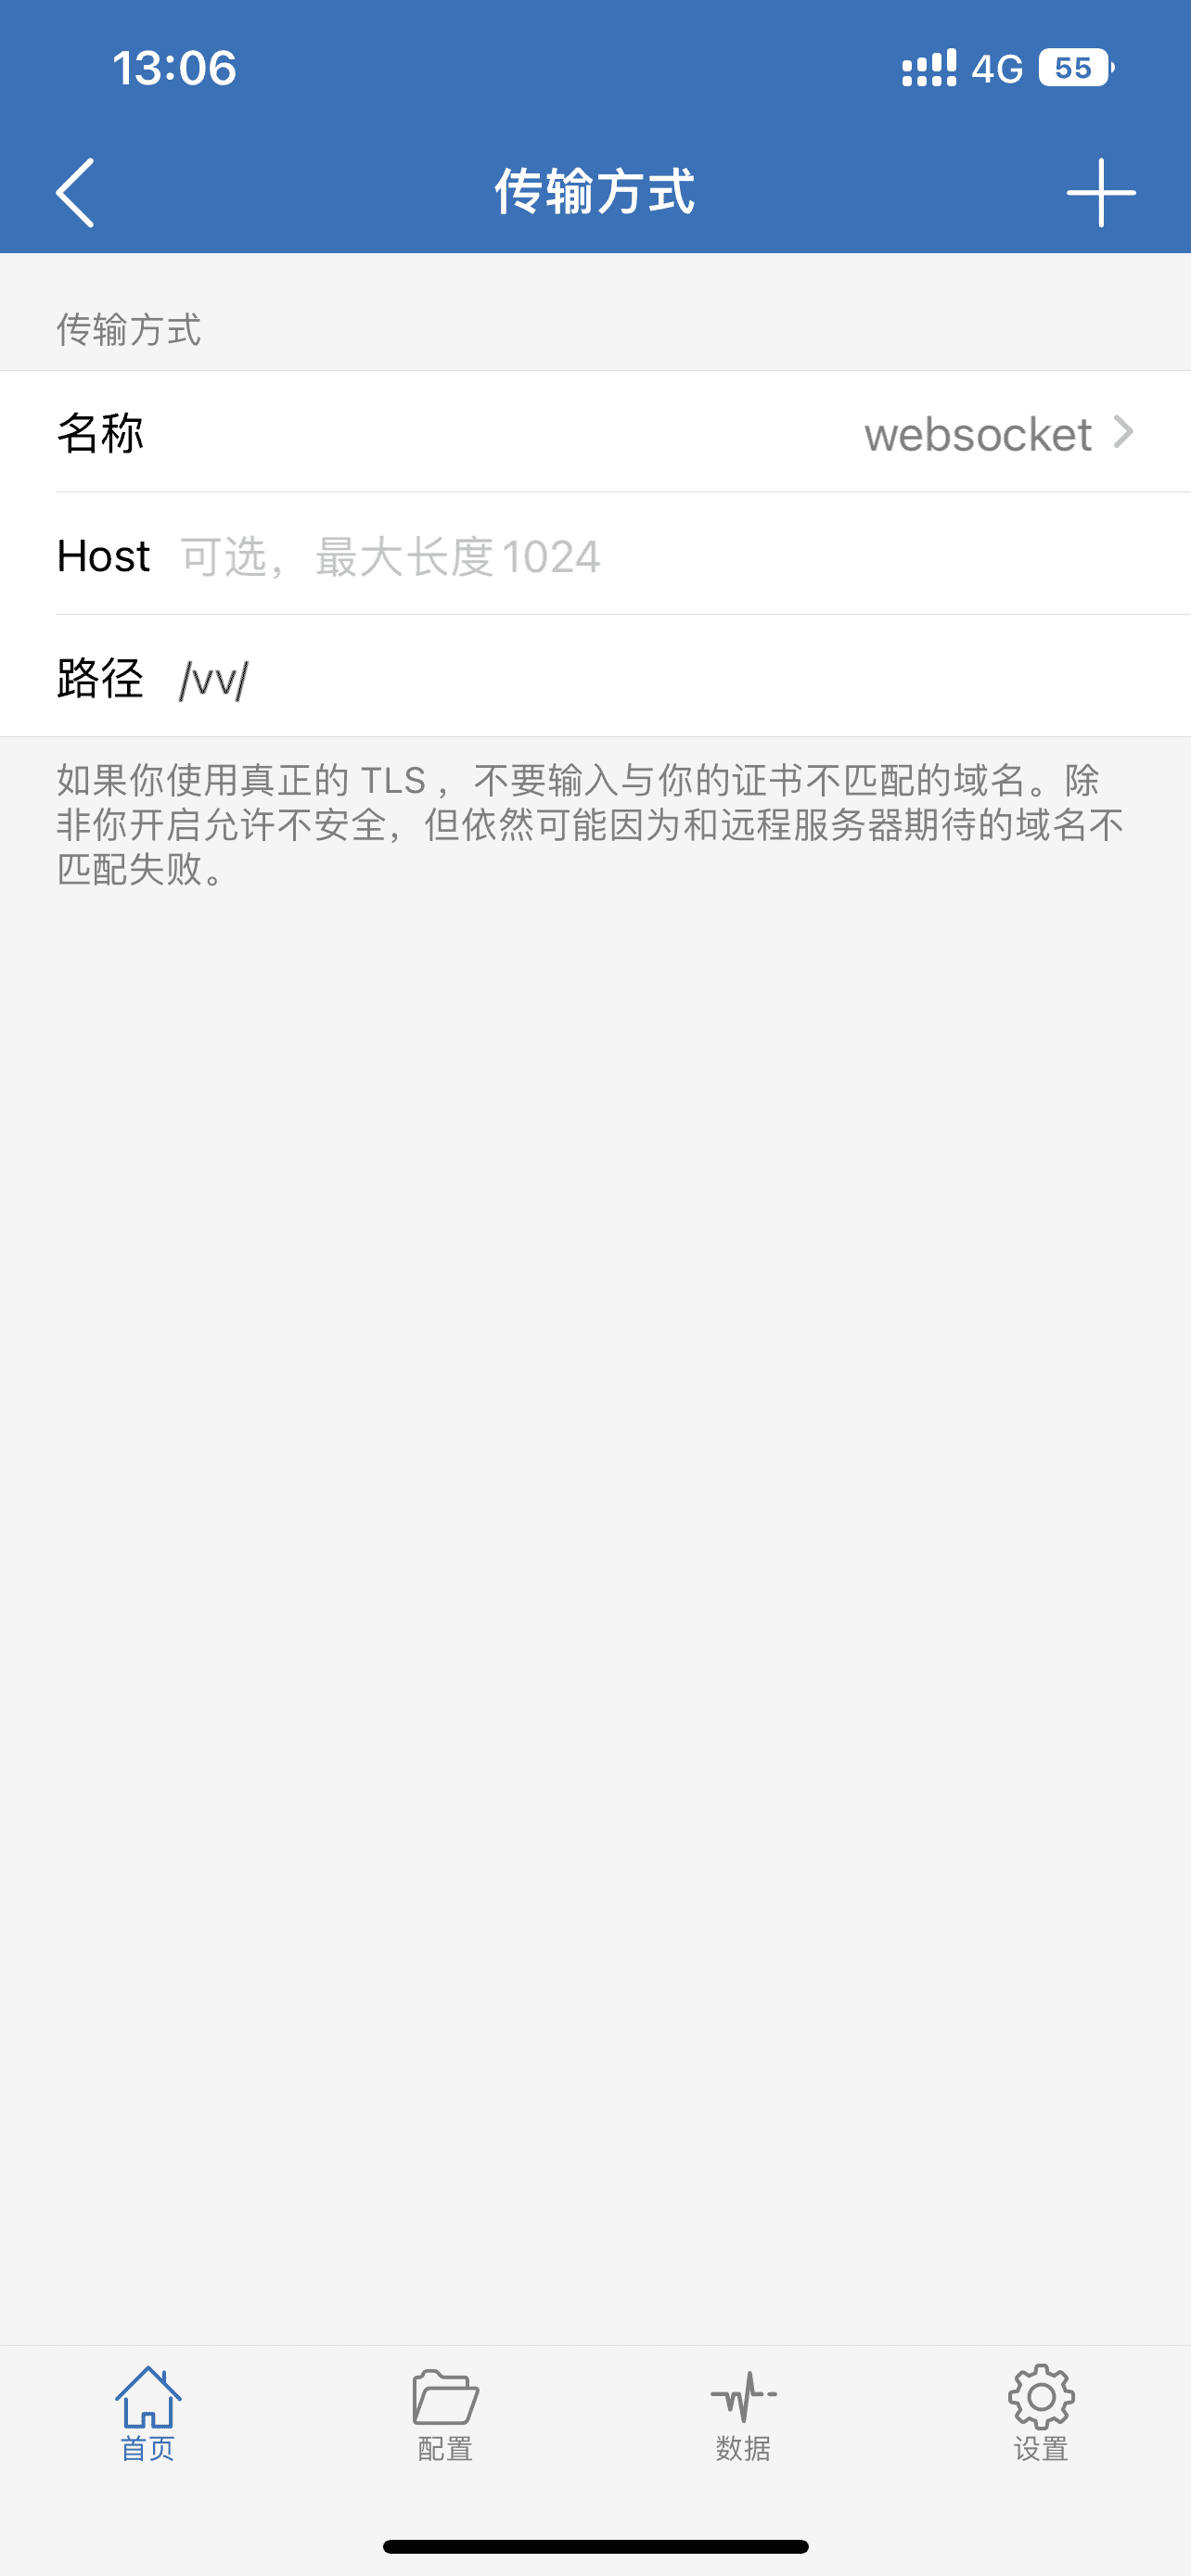 13:06
4G 55
传输方式
传输方式
名称 websocket
Host 可选，最大长度1024
路径 /vv/
如果你使用真正的 TLS ，不要输入与你的证书不匹配的域名。除
非你开启允许不安全，但依然可能因为和远程服务器期待的域名不
匹配失败。
首页 配置 数据 设置